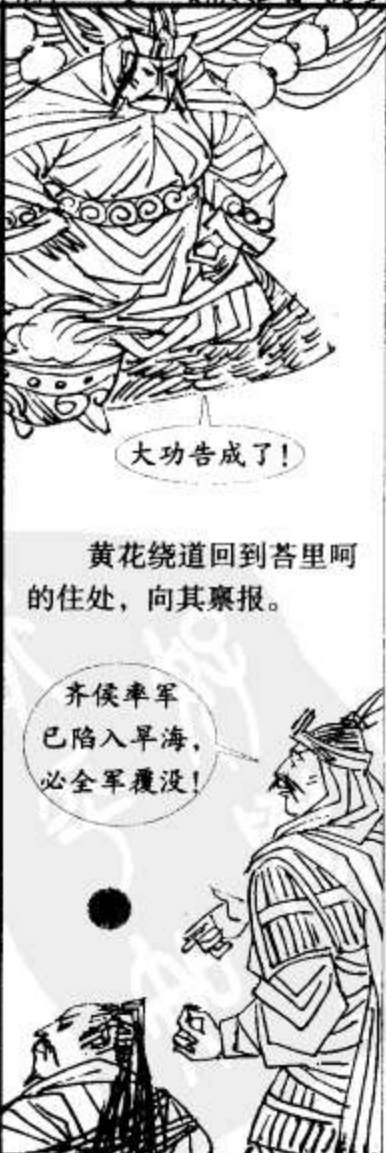 大功告成了!
黄花绕道回到荅里呵
的住处，向其禀报。
齐侯率军
已陷入旱海，
必全军覆没!